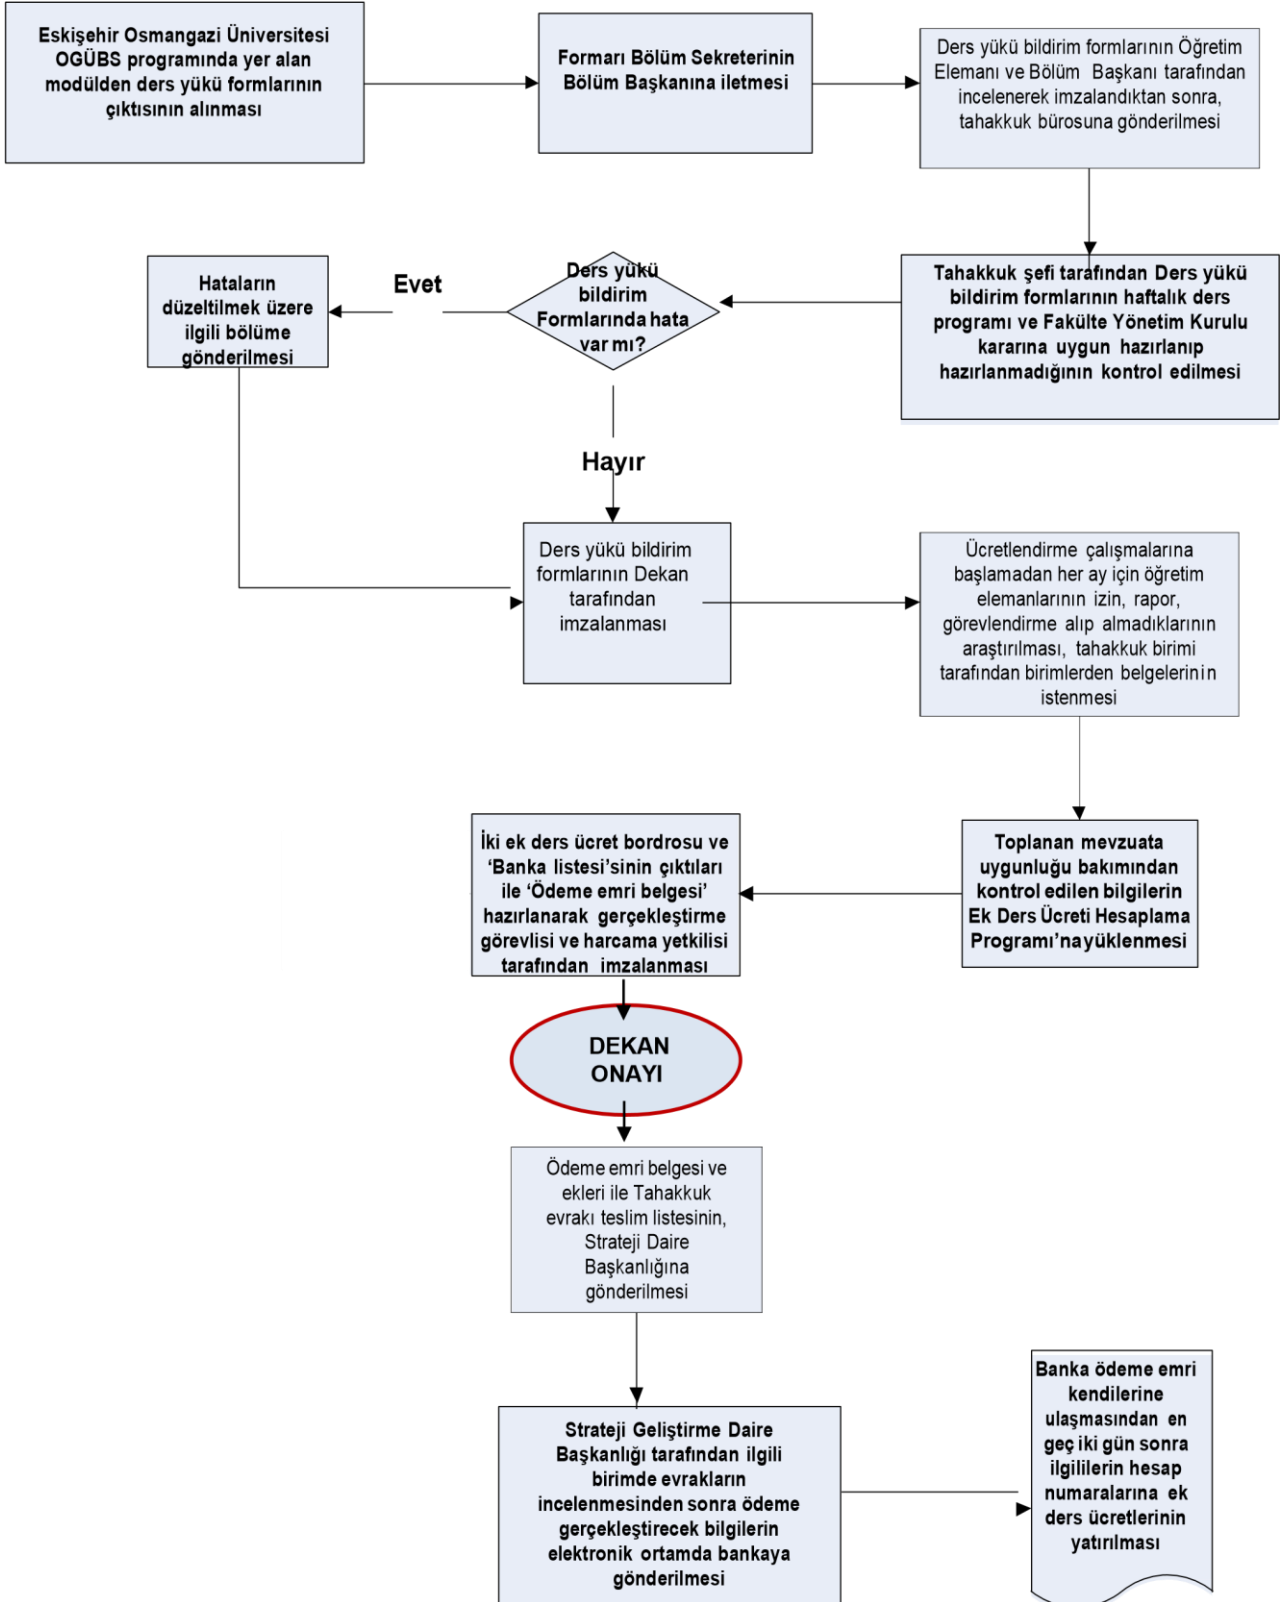 Eskişehir Osmangazi Üniversitesi
OGÜBS programında yer alan
modülden ders yükü formlarının
çıktısının alınması
Formarı Bölüm Sekreterinin
Bölüm Başkanına iletmesi
Ders yükü bildirim formlarının Öğretim
Elemanı ve Bölüm Başkanı tarafından
incelenerek imzalandıktan sonra,
tahakkuk bürosuna gönderilmesi
Hataların
düzeltilmek üzere
ilgili bölüme
gönderilmesi
Evet
Ders yükü
bildirim
Formlarında hata
var mı?
Tahakkuk şefi tarafından Ders yükü
bildirim formlarının haftalık ders
programı ve Fakülte Yönetim Kurulu
kararına uygun hazırlanıp
hazırlanmadığının kontrol edilmesi
Hayır
Ders yükü bildirim
formlarının Dekan
tarafından
imzalanması
Ücretlendirme çalışmalarına
başlamadan her ay için öğretim
elemanlarının izin, rapor,
görevlendirme alıp almadıklarının
araştırılması, tahakkuk birimi
tarafından birimlerden belgelerinin
istenmesi
İki ek ders ücret bordrosu ve
‘Banka listesi’sinin çıktıları
ile ‘Ödeme emri belgesi’
hazırlanarak gerçekleştirme
görevlisi ve harcama yetkilisi
tarafından imzalanması
Toplanan mevzuata
uygunluğu bakımından
kontrol edilen bilgilerin
Ek Ders Ücreti Hesaplama
Programı’nayüklenmesi
DEKAN
ONAYI
Ödeme emri belgesi ve
ekleri ile Tahakkuk
evrakı teslim listesinin,
Strateji Daire
Başkanlığına
gönderilmesi
Strateji Geliştirme Daire
Başkanlığı tarafından ilgili
birimde evrakların
incelenmesinden sonra ödeme
gerçekleştirecek bilgilerin
elektronik ortamda bankaya
gönderilmesi
Banka ödeme emri
kendilerine
ulaşmasından en
geç iki gün sonra
ilgililerin hesap
numaralarına ek
ders ücretlerinin
yatırılması